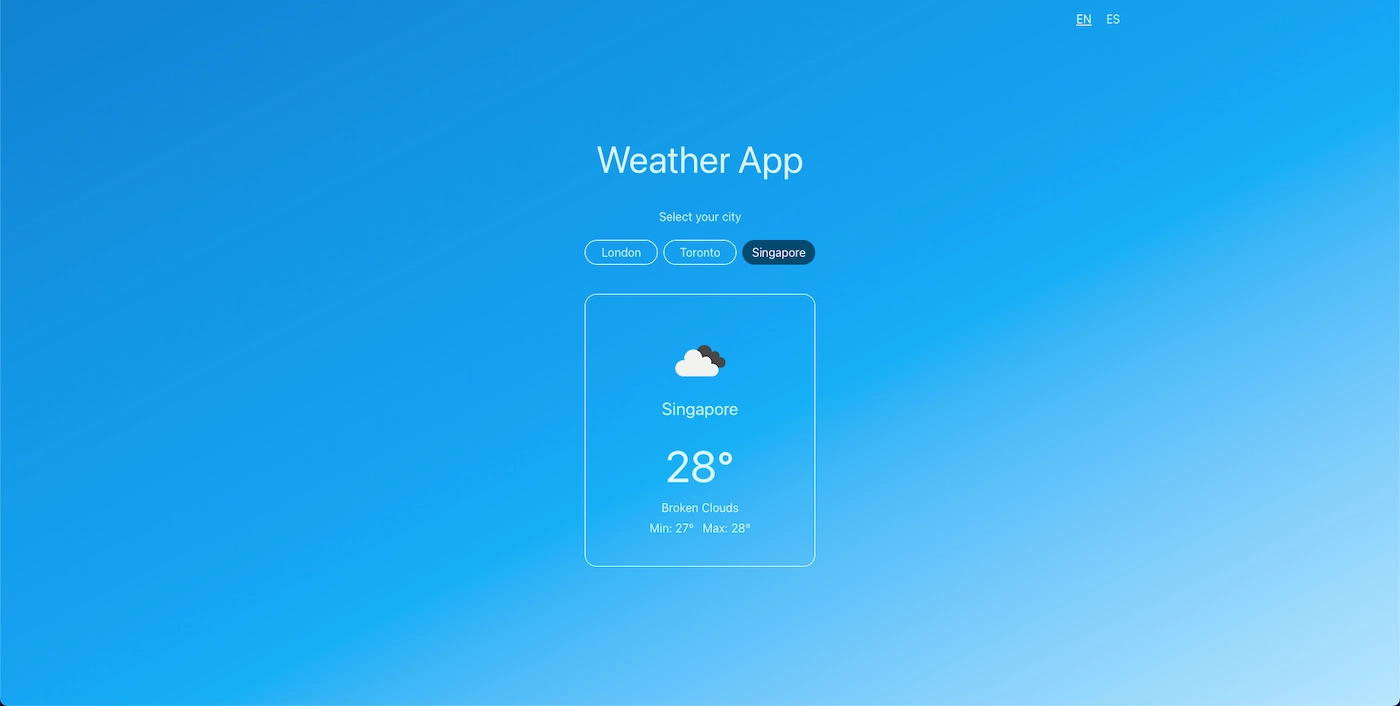 EN ES
Weather App
Select your city
London Toronto Singapore
Singapore
28°
Broken Clouds
Min: 27° Max: 28°